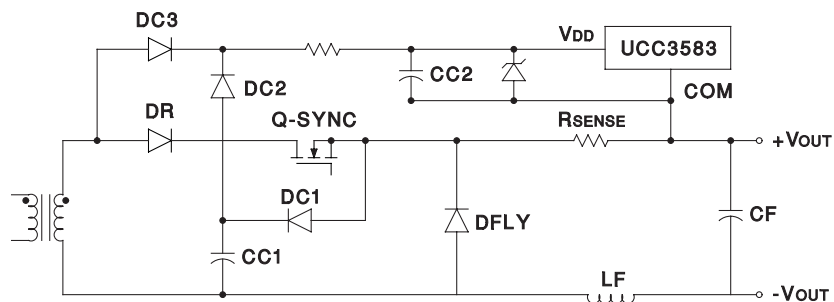 DC3
VDD
UCC3583
CC2
DC2
COM
DR
Q-SYNC
RSENSE
+VOUT
DC1
DFLY
CF
CC1
LF
-VOUT